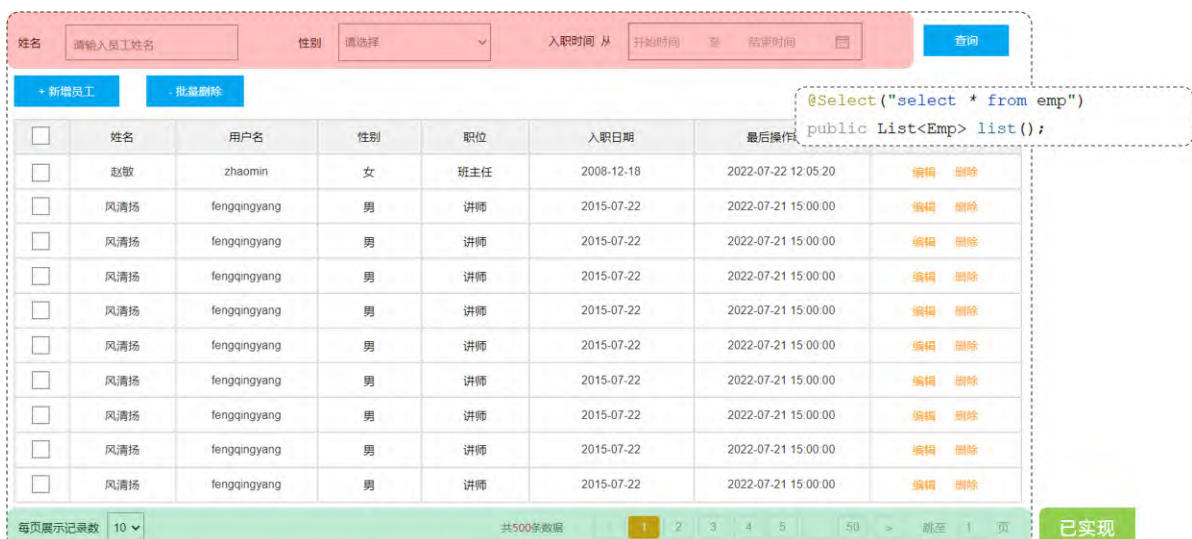 姓名 请输入员工姓名 性别 请选择 入职时间 从 开始时间 至 结束时间 查询
+ 新增员工 - 批量删除
@Select("select * from emp")
public List<Emp> list();
姓名 用户名 性别 职位 入职日期 最后操作
赵敏 zhaomin 女 班主任 2008-12-18 2022-07-22 12:05:20 编辑 删除
风清扬 fengqingyang 男 讲师 2015-07-22 2022-07-21 15:00:00 编辑 删除
风清扬 fengqingyang 男 讲师 2015-07-22 2022-07-21 15:00:00 编辑 删除
风清扬 fengqingyang 男 讲师 2015-07-22 2022-07-21 15:00:00 编辑 删除
风清扬 fengqingyang 男 讲师 2015-07-22 2022-07-21 15:00:00 编辑 删除
风清扬 fengqingyang 男 讲师 2015-07-22 2022-07-21 15:00:00 编辑 删除
风清扬 fengqingyang 男 讲师 2015-07-22 2022-07-21 15:00:00 编辑 删除
风清扬 fengqingyang 男 讲师 2015-07-22 2022-07-21 15:00:00 编辑 删除
风清扬 fengqingyang 男 讲师 2015-07-22 2022-07-21 15:00:00 编辑 删除
风清扬 fengqingyang 男 讲师 2015-07-22 2022-07-21 15:00:00 编辑 删除
每页展示记录数 10 共500条数据 1 2 3 4 5 50 > 跳至 1 页 已实现